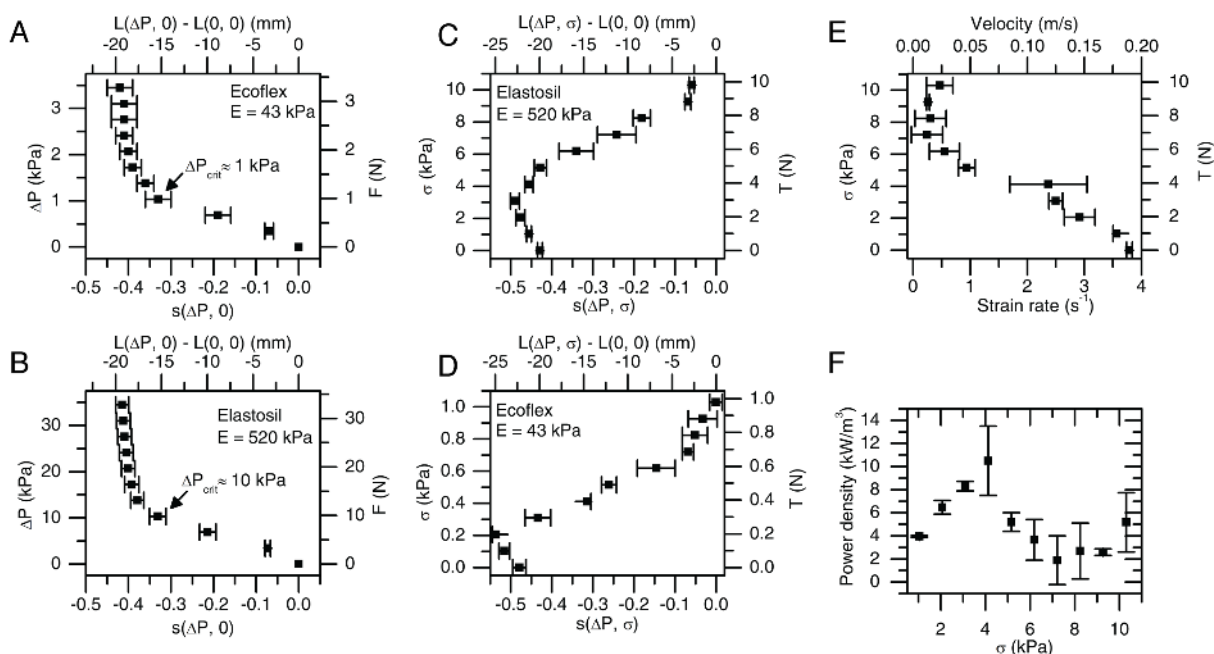 A
L(ΔP, 0) - L(0, 0) (mm)
-20 -15 -10 -5 0
Ecoflex
E = 43 kPa
ΔPcrit ≈ 1 kPa
ΔP (kPa)
3
2
1
0
F (N)
3
2
1
0
-0.5 -0.4 -0.3 -0.2 -0.1 0.0
s(ΔP, 0)
B
L(ΔP, 0) - L(0, 0) (mm)
-20 -15 -10 -5 0
Elastosil
E = 520 kPa
ΔPcrit ≈ 10 kPa
ΔP (kPa)
30
20
10
0
F (N)
30
20
10
0
-0.5 -0.4 -0.3 -0.2 -0.1 0.0
s(ΔP, 0)
C
L(ΔP, σ) - L(0, 0) (mm)
-25 -20 -15 -10 -5 0
Elastosil
E = 520 kPa
σ (kPa)
10
8
6
4
2
0
T (N)
10
8
6
4
2
0
-0.5 -0.4 -0.3 -0.2 -0.1 0.0
s(ΔP, σ)
D
L(ΔP, σ) - L(0, 0) (mm)
-25 -20 -15 -10 -5 0
Ecoflex
E = 43 kPa
σ (kPa)
1.0
0.8
0.6
0.4
0.2
0.0
T (N)
1.0
0.8
0.6
0.4
0.2
0.0
-0.5 -0.4 -0.3 -0.2 -0.1 0.0
s(ΔP, σ)
E
Velocity (m/s)
0.00 0.05 0.10 0.15 0.20
σ (kPa)
10
8
6
4
2
0
T (N)
10
8
6
4
2
0
0 1 2 3 4
Strain rate (s⁻¹)
F
Power density (kW/m³)
14
12
10
8
6
4
2
0
2 4 6 8 10
σ (kPa)